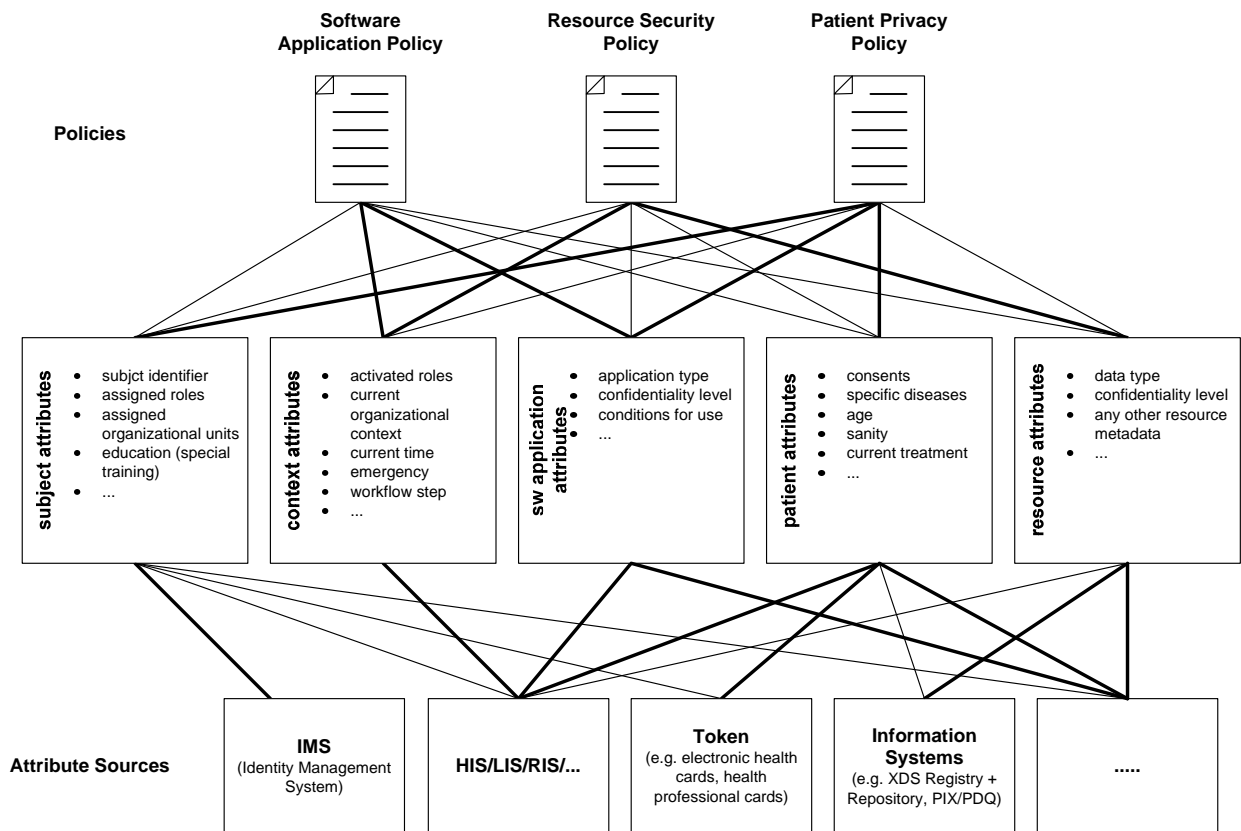 Software
Application Policy
Resource Security
Policy
Patient Privacy
Policy
Policies
subject attributes
• subjct identifier
• assigned roles
• assigned
organizational units
• education (special
training)
• ...
context attributes
• activated roles
• current
organizational
context
• current time
• emergency
• workflow step
• ...
sw application
attributes
• application type
• confidentiality level
• conditions for use
• ...
patient attributes
• consents
• specific diseases
• age
• sanity
• current treatment
• ...
resource attributes
• data type
• confidentiality level
• any other resource
metadata
• ...
Attribute Sources
IMS
(Identity Management
System)
HIS/LIS/RIS/...
Token
(e.g. electronic health
cards, health
professional cards)
Information
Systems
(e.g. XDS Registry +
Repository, PIX/PDQ)
.....